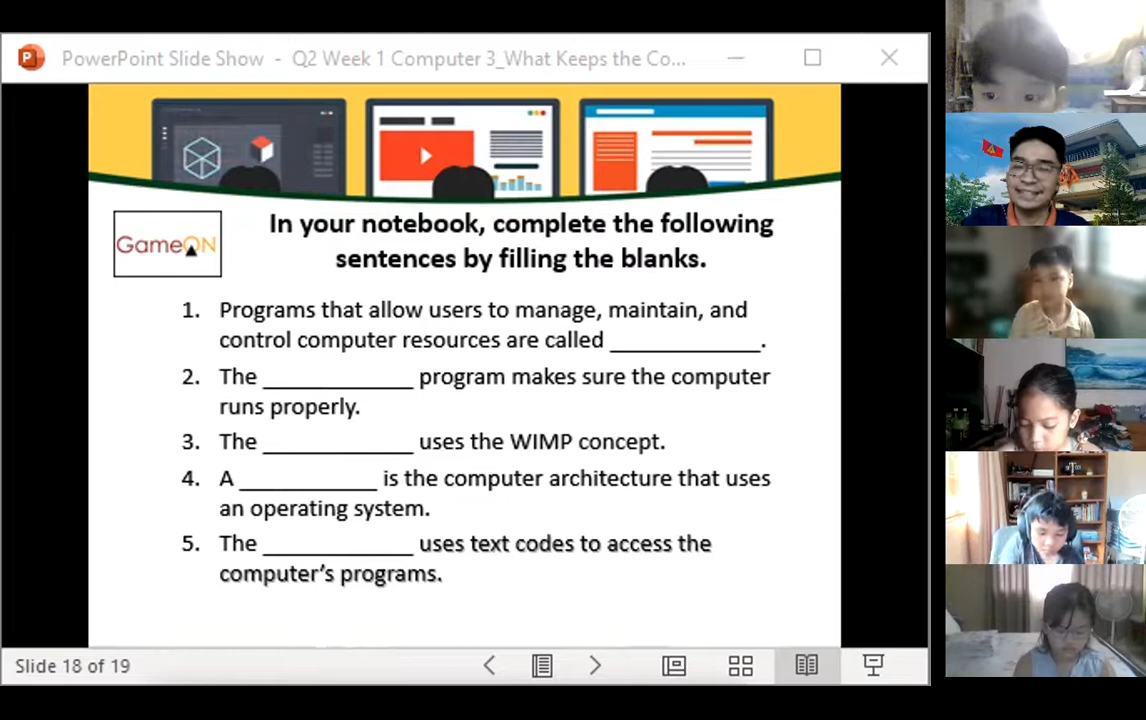 PowerPoint Slide Show - Q2 Week 1 Computer 3_What Keeps the Co...
GameON
In your notebook, complete the following
sentences by filling the blanks.
1. Programs that allow users to manage, maintain, and
control computer resources are called ____________.
2. The ____________ program makes sure the computer
runs properly.
3. The ____________ uses the WIMP concept.
4. A ___________ is the computer architecture that uses
an operating system.
5. The ____________ uses text codes to access the
computer's programs.
Slide 18 of 19